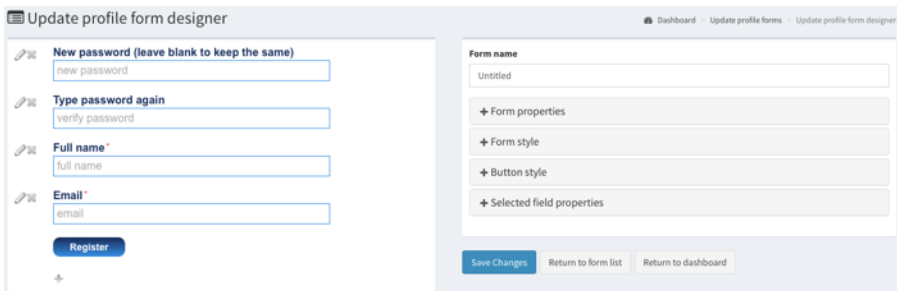 Update profile form designer
Dashboard > Update profile forms > Update profile form designer
New password (leave blank to keep the same)
new password
Type password again
verify password
Full name*
full name
Email*
email
Register
Form name
Untitled
Form properties
Form style
Button style
Selected field properties
Save Changes
Return to form list
Return to dashboard